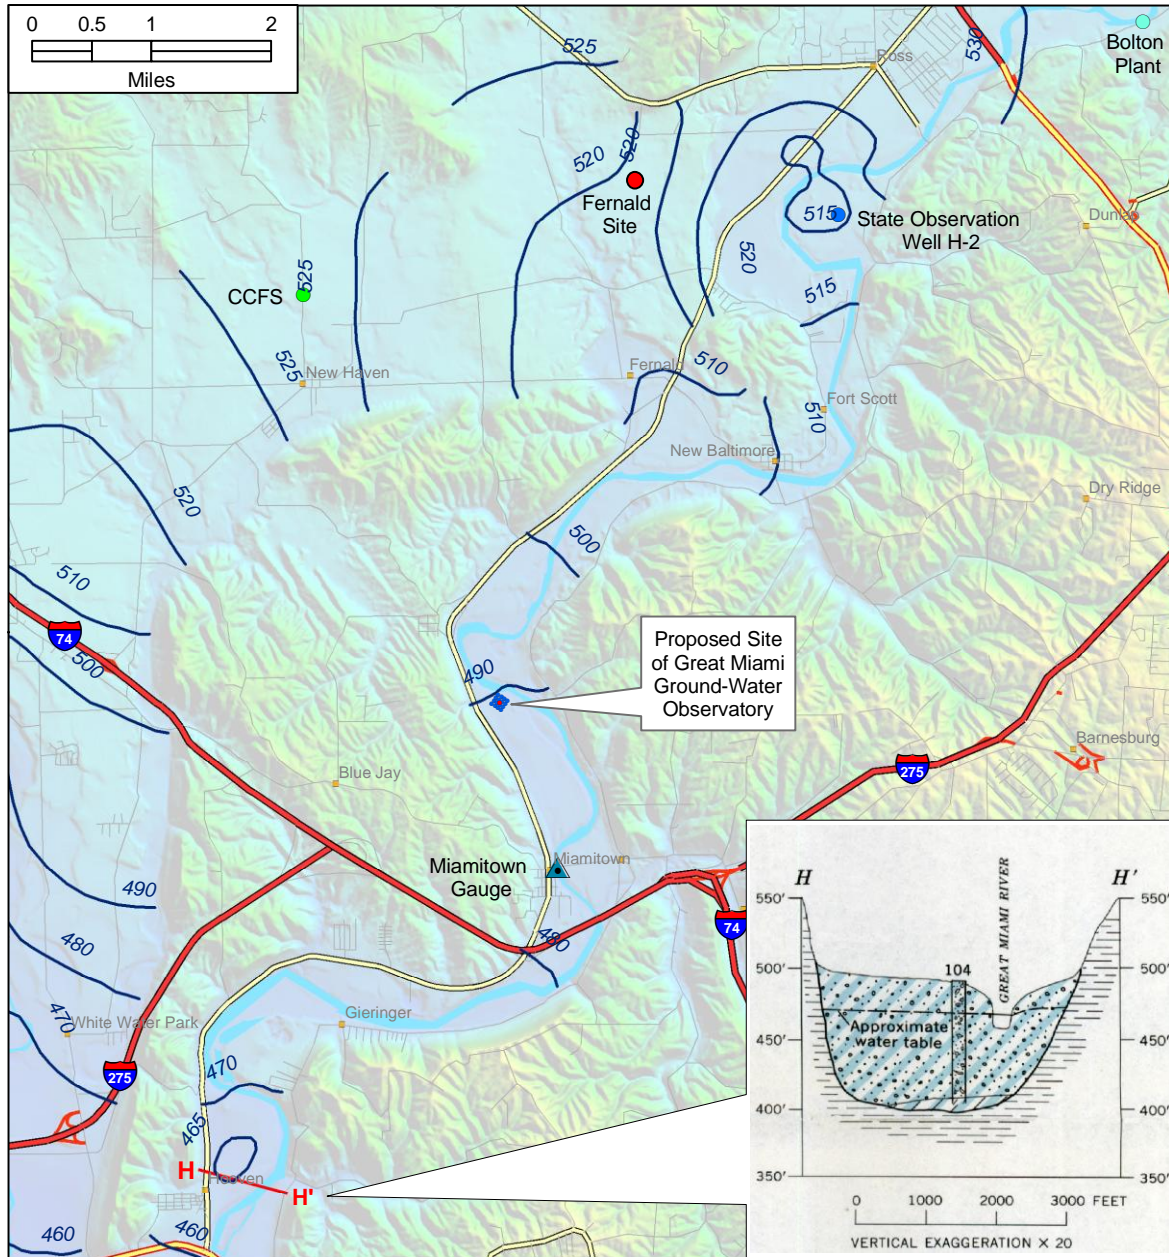 0 0.5 1 2
Miles
525
Ross
530
Bolton
Plant
520
520
Fernald
Site
515
State Observation
Well H-2
Dunlap
520
515
525
CCFS
525
New Haven
Fernald
510
510
Fort Scott
New Baltimore
Dry Ridge
520
500
510
74
500
490
Proposed Site
of Great Miami
Ground-Water
Observatory
Barnesburg
275
Blue Jay
Miamitown
Gauge
Miamitown
490
480
480
74
470
White Water Park
Gieringer
275
470
465
H
H'
Hooven
460
460
H
H'
GREAT MIAMI RIVER
550'
550'
500'
500'
104
Approximate
water table
450'
450'
400'
400'
350'
350'
0 1000 2000 3000 FEET
VERTICAL EXAGGERATION × 20